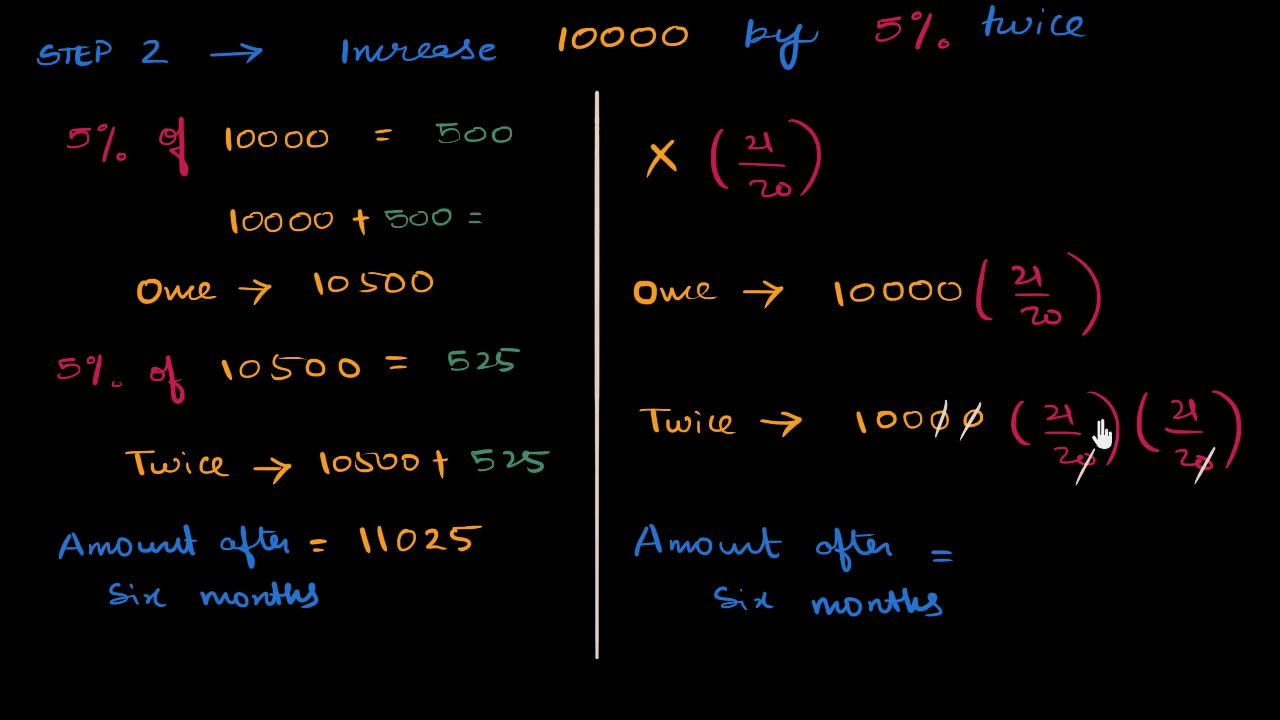 STEP 2 → Increase 10000 by 5% twice
5% of 10000 = 500
10000 + 500 =
Once → 10500
5% of 10500 = 525
Twice → 10500 + 525
Amount after = 11025
six months
× (21/20)
Once → 10000 (21/20)
Twice → 10000 (21/20) (21/20)
Amount after =
six months